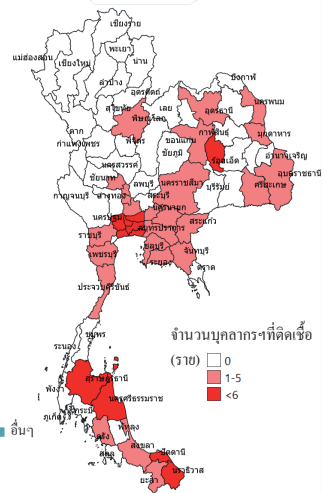 เชียงราย
พะเยา
แม่ฮ่องสอน
เชียงใหม่
น่าน
ลำปาง
บึงกาฬ
อุตรดิตถ์
เลย
อุดรธานี
นครพนม
สุโขทัย
พิษณุโลก
ตาก
กาฬสินธุ์
มุกดาหาร
กำแพงเพชร
พิจิตร
ขอนแก่น
ชัยภูมิ
ร้อยเอ็ด
อำนาจเจริญ
นครสวรรค์
อุบลราชธานี
ชัยนาท
ลพบุรี
นครราชสีมา
บุรีรัมย์
ศรีสะเกษ
กาญจนบุรี
อ่างทอง
สระบุรี
นครนายก
นครปฐม
สระแก้ว
ราชบุรี
สมุทรปราการ
ชลบุรี
เพชรบุรี
ระยอง
จันทบุรี
ตราด
ประจวบคีรีขันธ์
จำนวนบุคลากรฯที่ติดเชื้อ
(ราย)
0
1-5
<6
ชุมพร
ระนอง
สุราษฎร์ธานี
พังงา
นครศรีธรรมราช
กระบี่
ภูเก็ต
อื่นๆ
ตรัง
พัทลุง
สงขลา
สตูล
ปัตตานี
ยะลา
นราธิวาส